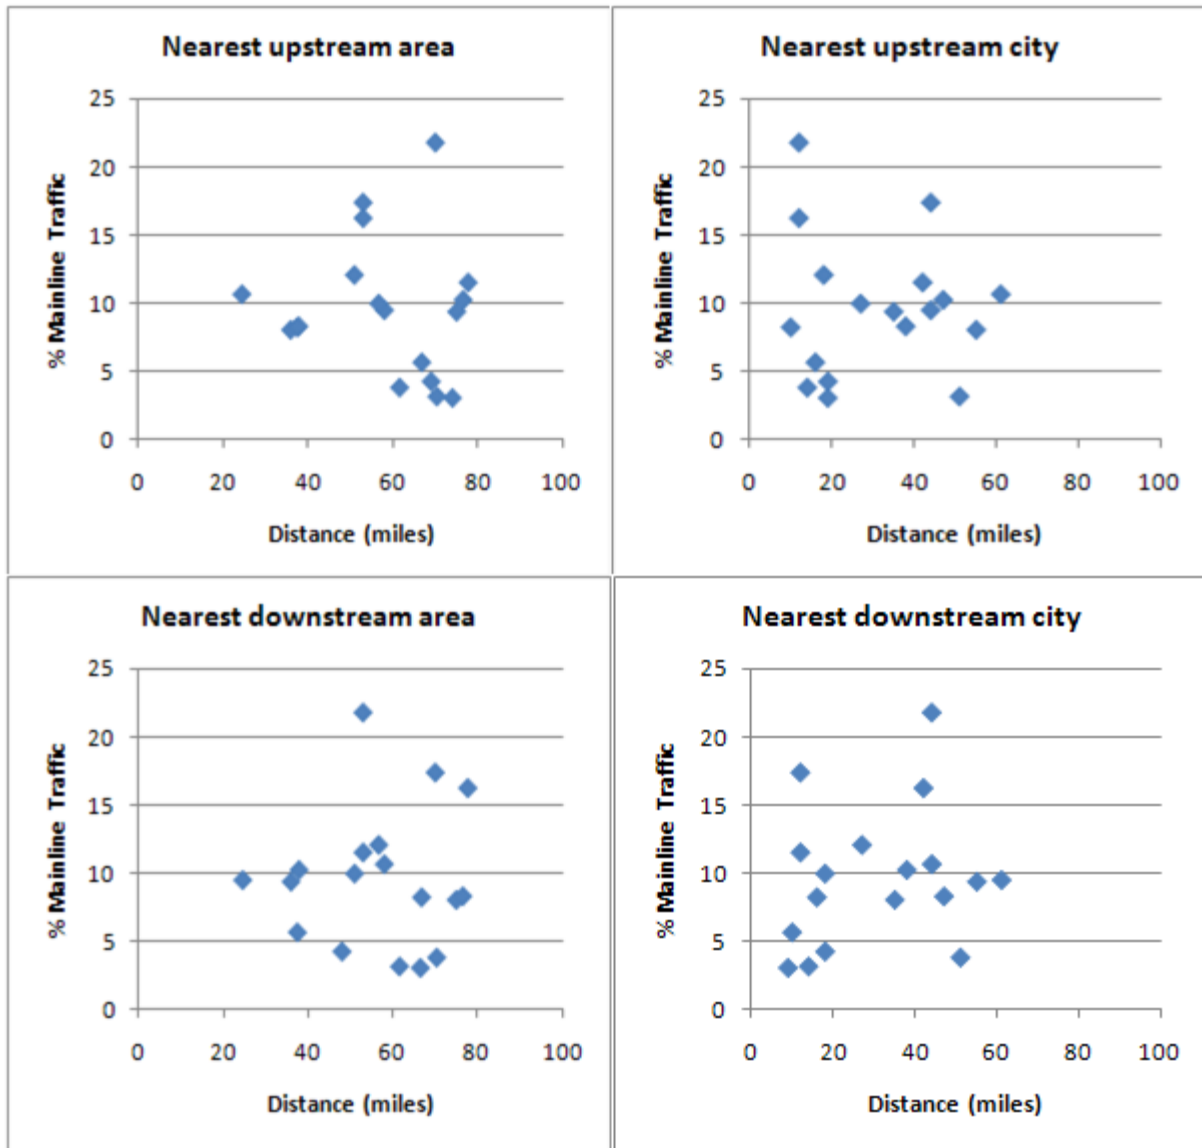 Nearest upstream area
25
20
15
10
5
0
% Mainline Traffic
0 20 40 60 80 100
Distance (miles)
Nearest upstream city
25
20
15
10
5
0
% Mainline Traffic
0 20 40 60 80 100
Distance (miles)
Nearest downstream area
25
20
15
10
5
0
% Mainline Traffic
0 20 40 60 80 100
Distance (miles)
Nearest downstream city
25
20
15
10
5
0
% Mainline Traffic
0 20 40 60 80 100
Distance (miles)